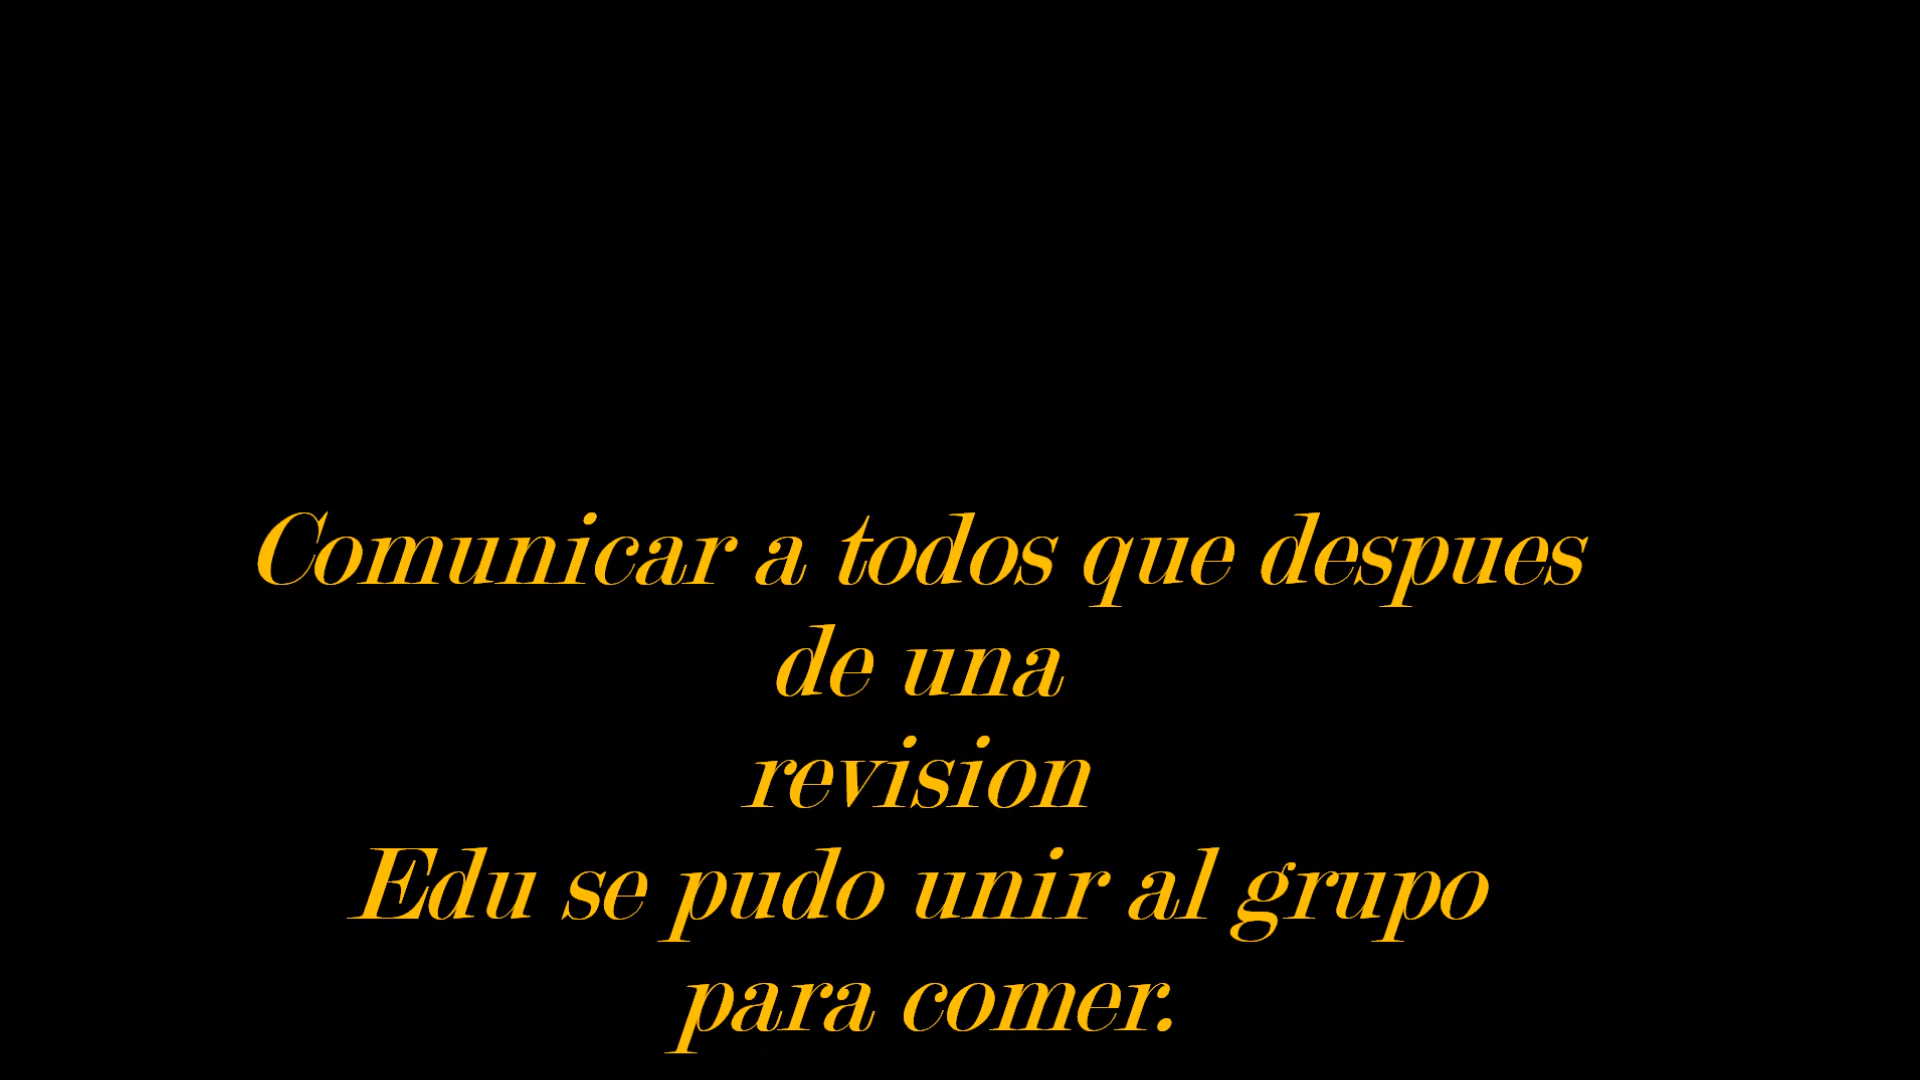 Comunicar a todos que despues
de una
revision
Edu se pudo unir al grupo
para comer.